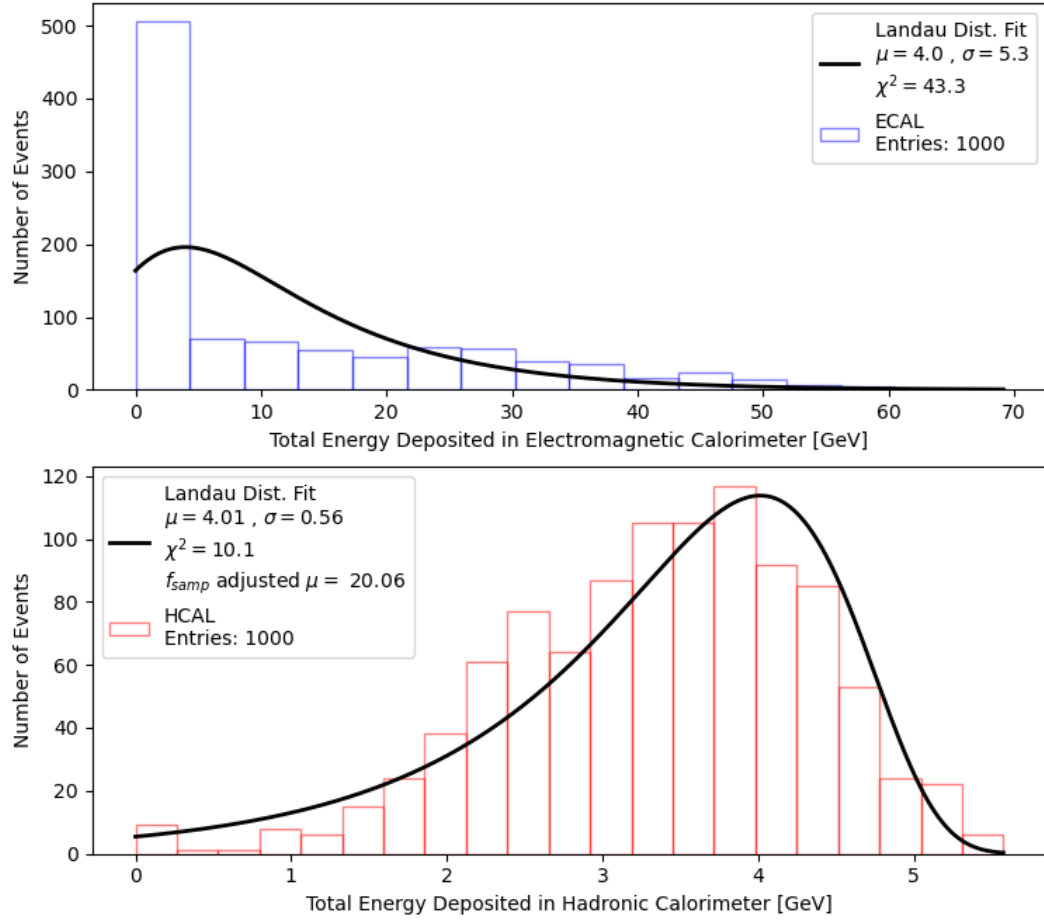 500
400
300
200
100
0
Number of Events
Landau Dist. Fit
μ = 4.0 , σ = 5.3
χ² = 43.3
ECAL
Entries: 1000
0 10 20 30 40 50 60 70
Total Energy Deposited in Electromagnetic Calorimeter [GeV]
120
100
80
60
40
20
0
Number of Events
Landau Dist. Fit
μ = 4.01 , σ = 0.56
χ² = 10.1
f_samp adjusted μ = 20.06
HCAL
Entries: 1000
0 1 2 3 4 5
Total Energy Deposited in Hadronic Calorimeter [GeV]